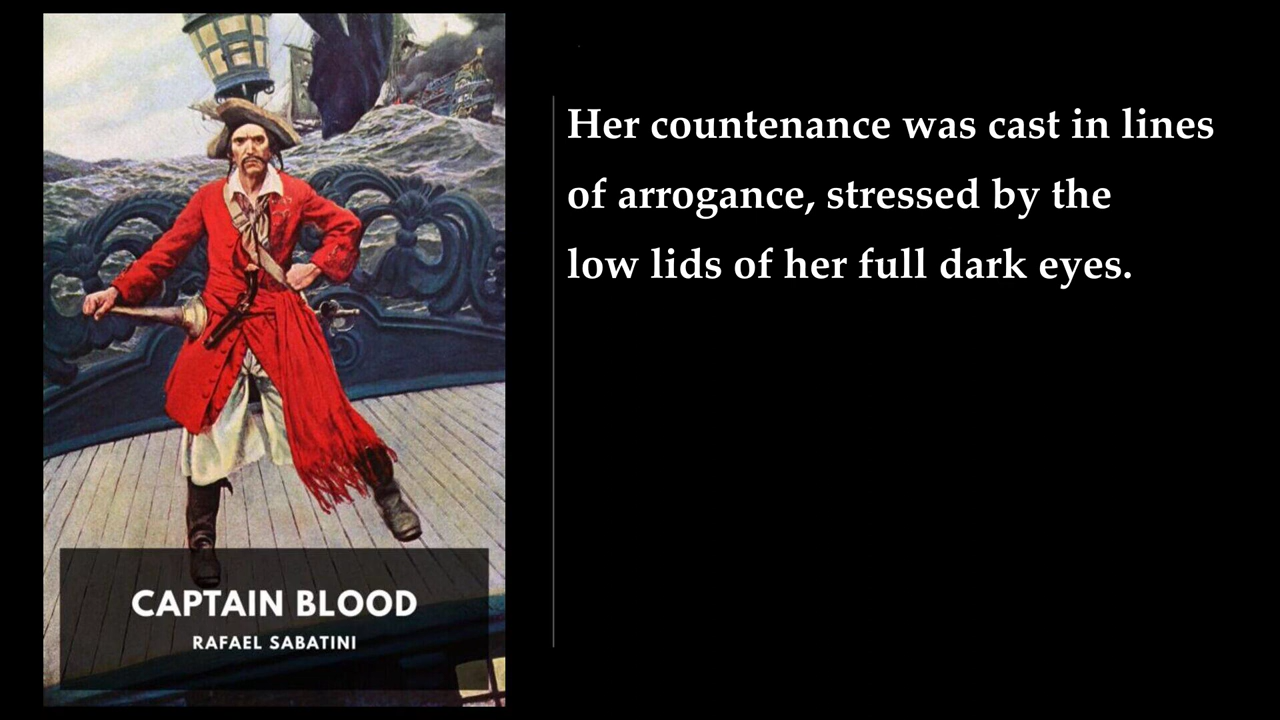 Her countenance was cast in lines
of arrogance, stressed by the
low lids of her full dark eyes.
CAPTAIN BLOOD
RAFAEL SABATINI